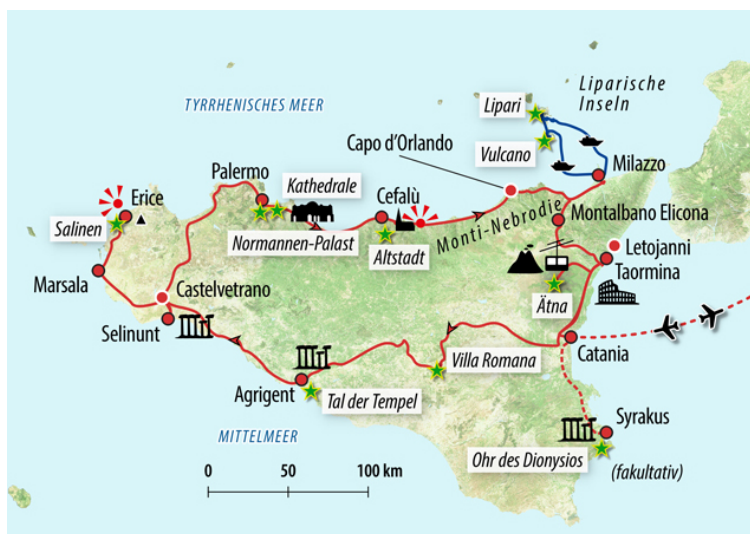 Liparische
Inseln
Lipari
TYRRHENISCHES MEER
Vulcano
Capo d'Orlando
Milazzo
Palermo
Kathedrale
Cefalù
Erice
Salinen
Normannen-Palast
Altstadt
Monti-Nebrodie
Montalbano Elicona
Letojanni
Taormina
Marsala
Castelvetrano
Ätna
Selinunt
Villa Romana
Catania
Agrigent
Tal der Tempel
Syrakus
MITTELMEER
Ohr des Dionysios
(fakultativ)
0 50 100 km